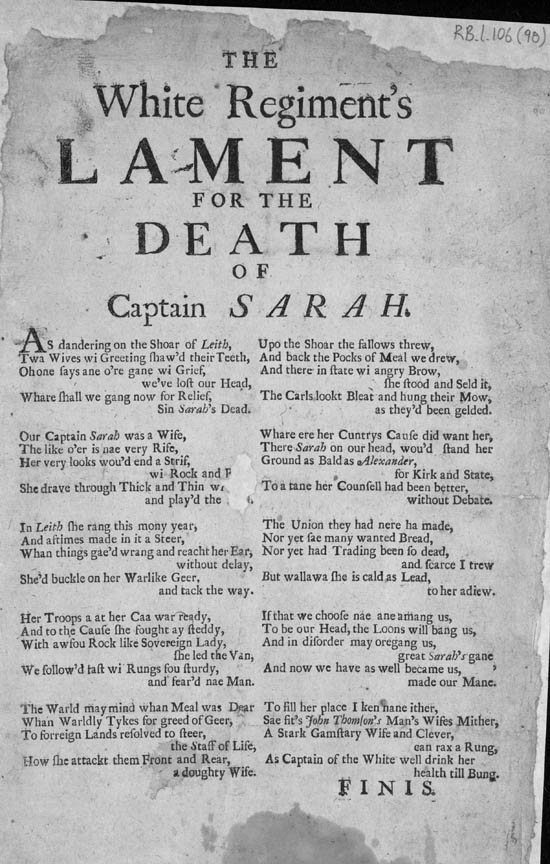 RB.l.106(90)
THE
White Regiment's
LAMENT
FOR THE
DEATH
OF
Captain SARAH.
AS dandering on the Shoar of Leith,
Twa Wives wi Greeting ſhaw'd their Teeth,
Ohone ſays ane o're gane wi Grief,
we've loſt our Head,
Whare ſhall we gang now for Relief,
Sin Sarah's Dead.
Our Captain Sarah was a Wife,
The like o'er is nae very Rife,
Her very looks wou'd end a Strif,
wi Rock and
She drave through Thick and Thin
and play'd the
In Leith ſhe rang this mony year,
And aftimes made in it a Steer,
Whan things gae'd wrang and reacht her Ear,
without delay,
She'd buckle on her Warlike Geer,
and tack the way.
Her Troops a at her Caa war ready,
And to the Cauſe ſhe fought ay ſteddy,
With awfou Rock like Sovereign Lady,
ſhe led the Van,
We follow'd taſt wi Rungs fou ſturdy,
and fear'd nae Man.
The Warld may mind whan Meal was Dear
Whan Warldly Tykes for greed of Geer,
To forreign Lands reſolved to ſteer,
the Staff of Life,
How ſhe attackt them Front and Rear,
a doughty Wife.
Upo the Shoar the fallows threw,
And back the Pocks of Meal we drew,
And there in ſtate wi angry Brow,
ſhe ſtood and Seld it,
The Carls lookt Bleat and hung their Mow,
as they'd been gelded.
Whare ere her Cuntrys Cauſe did want her,
There Sarah on our head, wou'd ſtand her
Ground as Bald as Alexander,
for Kirk and State,
To a tane her Counſell had been better,
without Debate.
The Union they had nere ha made,
Nor yet ſae many wanted Bread,
Nor yet had Trading been ſo dead,
and ſcarce I trew
But wallawa ſhe is cald as Lead,
to her adiew.
If that we chooſe nae ane amang us,
To be our Head, the Loons will bang us,
And in diſorder may oregang us,
great Sarah's gane
And now we have as well became us,
made our Mane.
To fill her place I ken nane ither,
Sae fit's John Thomſon's Man's Wifes Mither,
A Stark Gamſtary Wife and Clever,
can rax a Rung,
As Captain of the White well drink her
health till Bung.
FINIS.